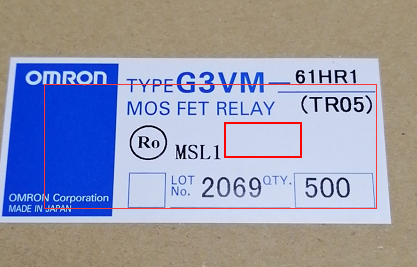 OMRON
TYPE G3VM-61HR1
MOS FET RELAY (TR05)
Ro
MSL1
LOT No. 2069 QTY. 500
OMRON Corporation
MADE IN JAPAN